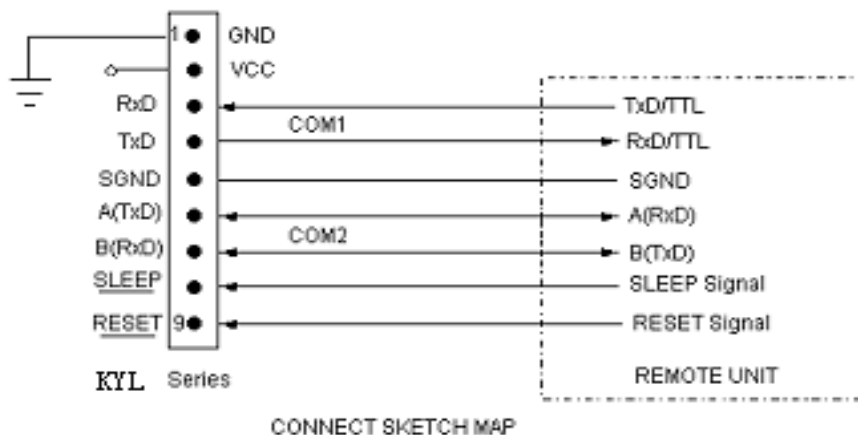 1 GND
VCC
RxD COM1 TxD/TTL
TxD RxD/TTL
SGND SGND
A(TxD) COM2 A(RxD)
B(RxD) B(TxD)
SLEEP SLEEP Signal
RESET 9 RESET Signal
KYL Series REMOTE UNIT
CONNECT SKETCH MAP